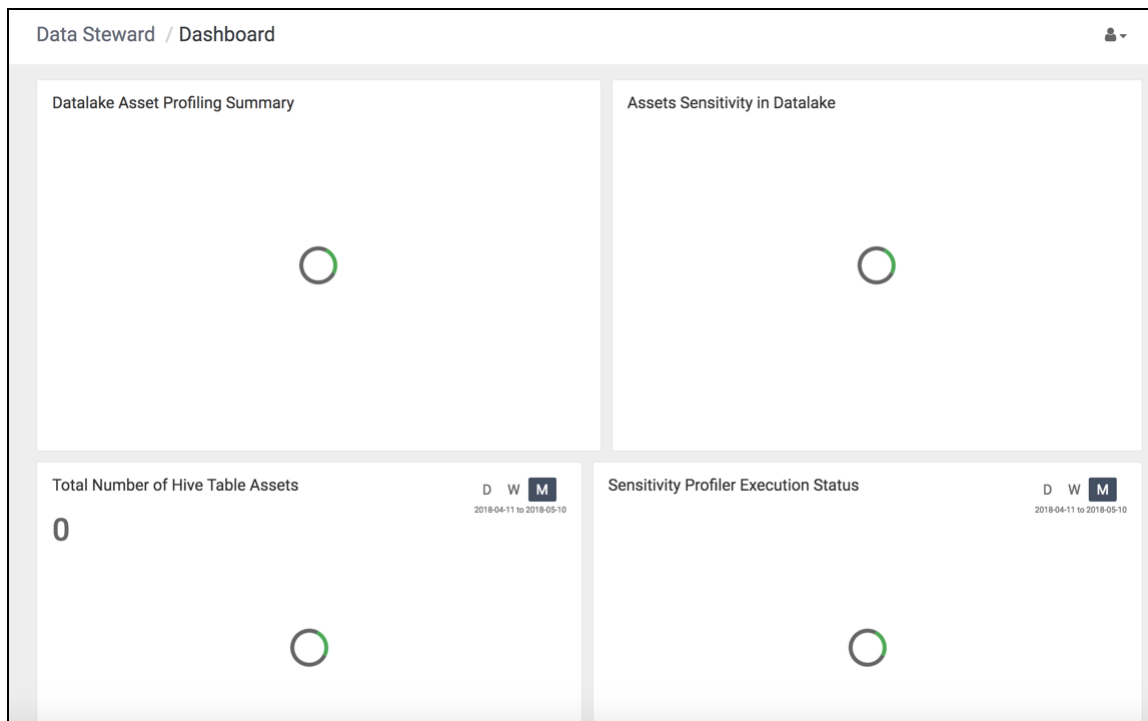 Data Steward / Dashboard
Datalake Asset Profiling Summary
Assets Sensitivity in Datalake
Total Number of Hive Table Assets
D W M
2018-04-11 to 2018-05-10
0
Sensitivity Profiler Execution Status
D W M
2018-04-11 to 2018-05-10